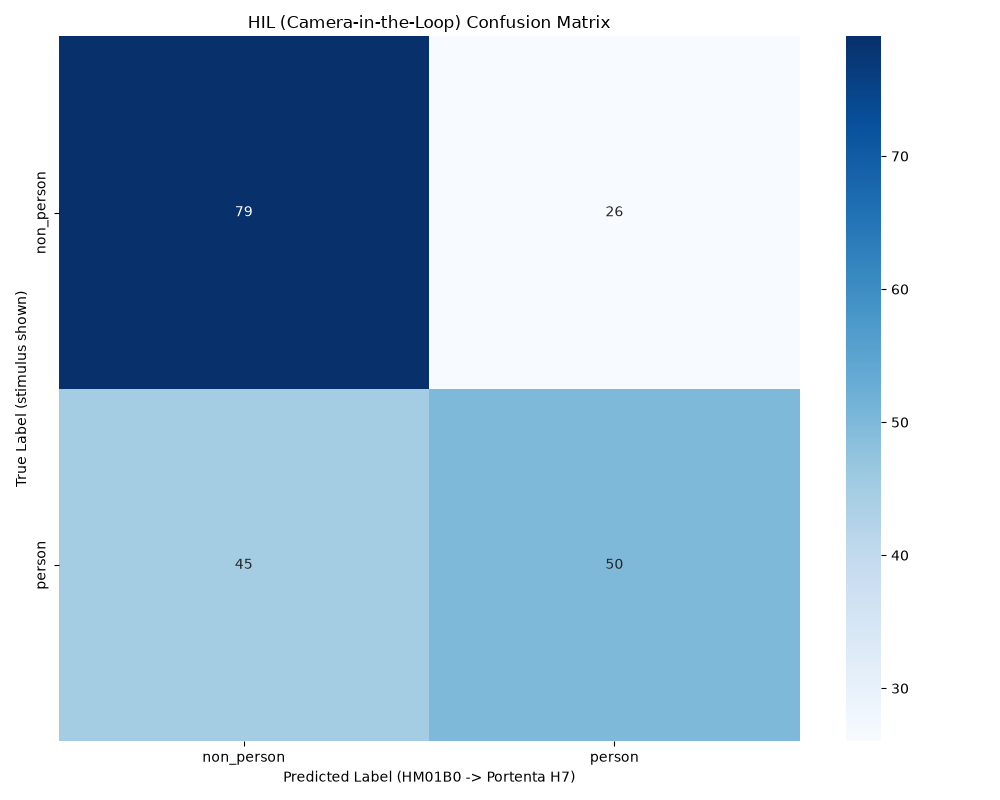 HIL (Camera-in-the-Loop) Confusion Matrix
True Label (stimulus shown)
non_person
person
79
26
45
50
non_person
person
Predicted Label (HM01B0 -> Portenta H7)
70
60
50
40
30